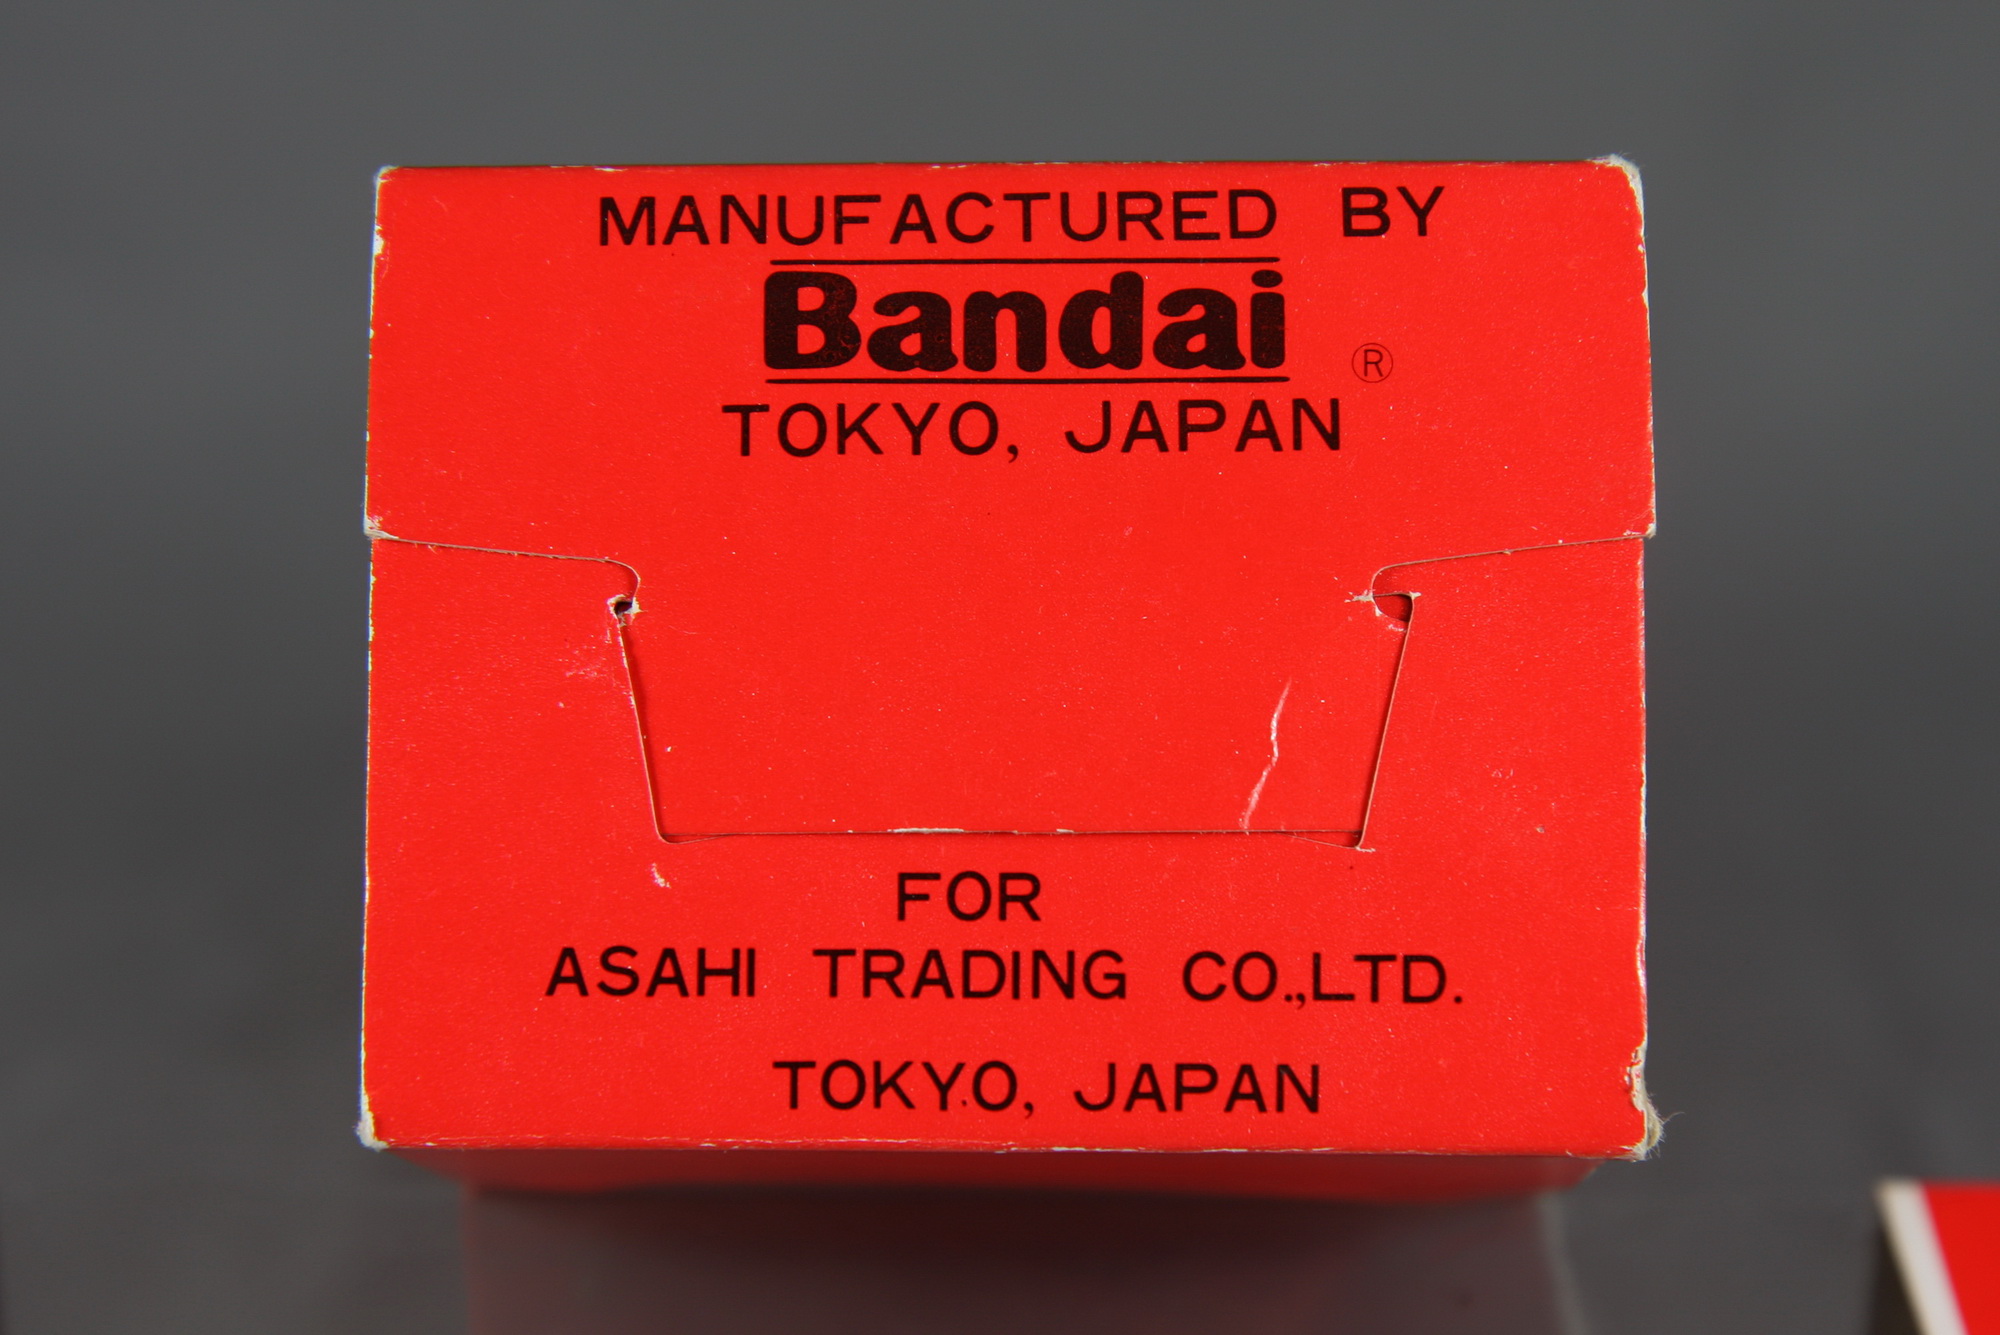 MANUFACTURED BY
Bandai ®
TOKYO, JAPAN
FOR
ASAHI TRADING CO.,LTD.
TOKYO, JAPAN